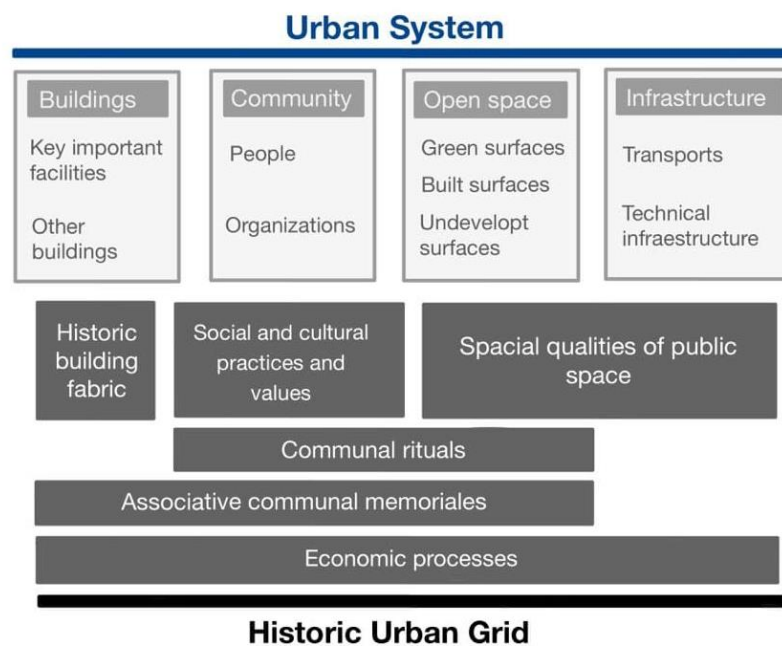 Urban System
Buildings
Key important
facilities
Other
buildings
Community
People
Organizations
Open space
Green surfaces
Built surfaces
Undevelopt
surfaces
Infrastructure
Transports
Technical
infraestructure
Historic
building
fabric
Social and cultural
practices and
values
Spacial qualities of public
space
Communal rituals
Associative communal memoriales
Economic processes
Historic Urban Grid